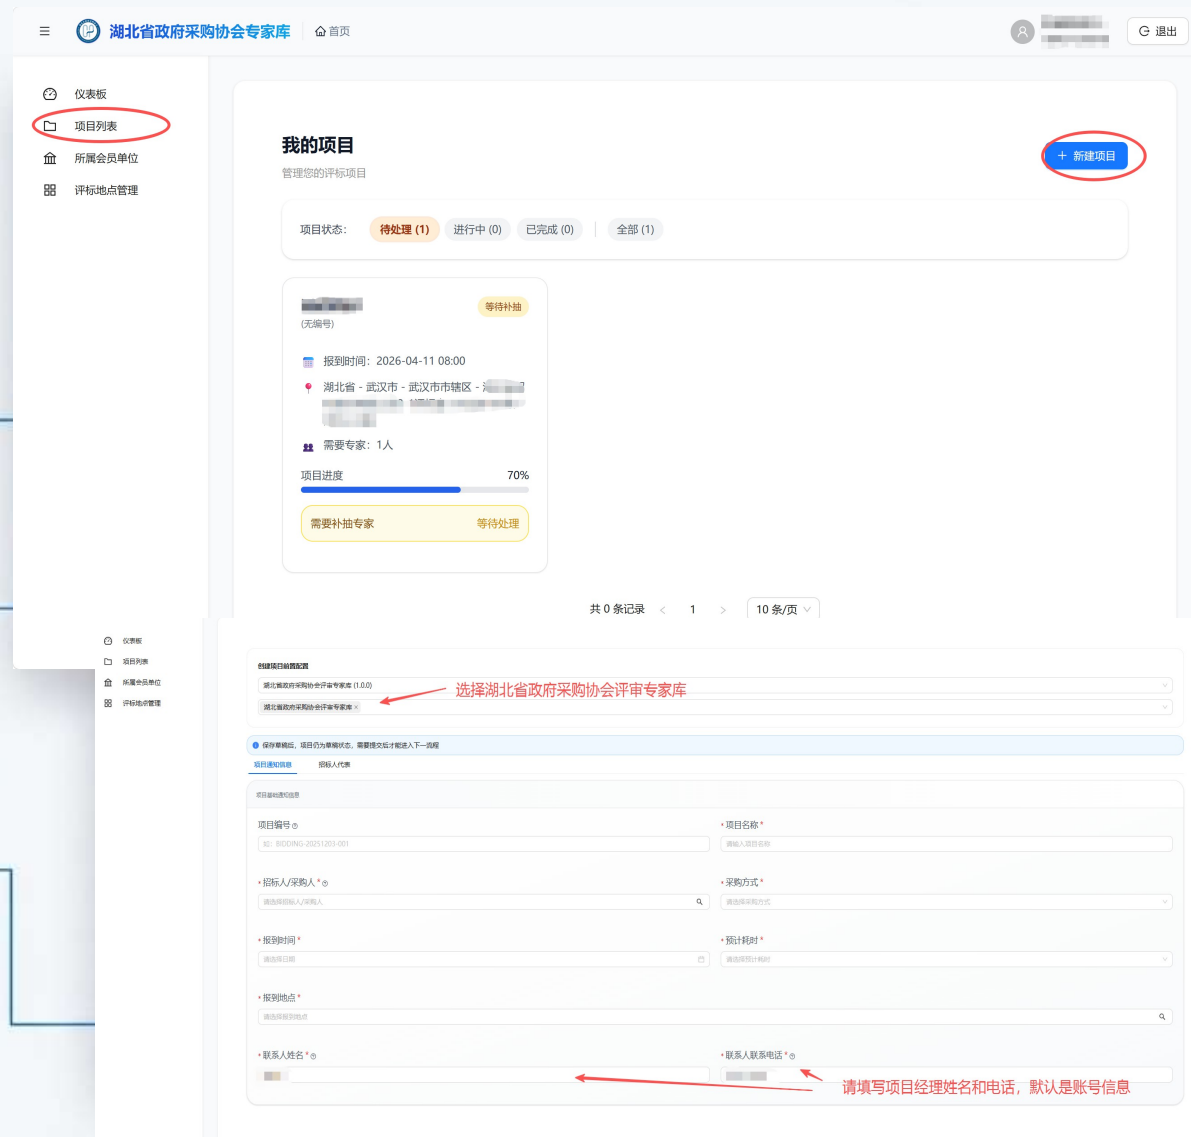 湖北省政府采购协会专家库
首页
退出
仪表板
项目列表
所属会员单位
评标地点管理
我的项目
管理您的评标项目
+ 新建项目
项目状态： 待处理 (1) 进行中 (0) 已完成 (0) 全部 (1)
等待补抽
(无编号)
报到时间：2026-04-11 08:00
湖北省 - 武汉市 - 武汉市市辖区 -
需要专家：1人
项目进度 70%
需要补抽专家 等待处理
共 0 条记录 < 1 > 10 条/页
仪表板
项目列表
所属会员单位
评标地点管理
创建项目前置配置
湖北省政府采购协会评审专家库 (1.0.0)
湖北省政府采购协会评审专家库 ×
选择湖北省政府采购协会评审专家库
保存草稿后，项目仍为草稿状态，需要提交后才能进入下一流程
项目通知信息 招标人代表
项目基础通知信息
项目编号 * 项目名称 *
如：BIDDING-20251203-001 请输入项目名称
* 招标人/采购人 * * 采购方式 *
请选择招标人/采购人 请选择采购方式
* 报到时间 * * 预计耗时 *
请选择日期 请选择预计耗时
* 报到地点 *
请选择报到地点
* 联系人姓名 * * 联系人联系电话 *
请填写项目经理姓名和电话，默认是账号信息